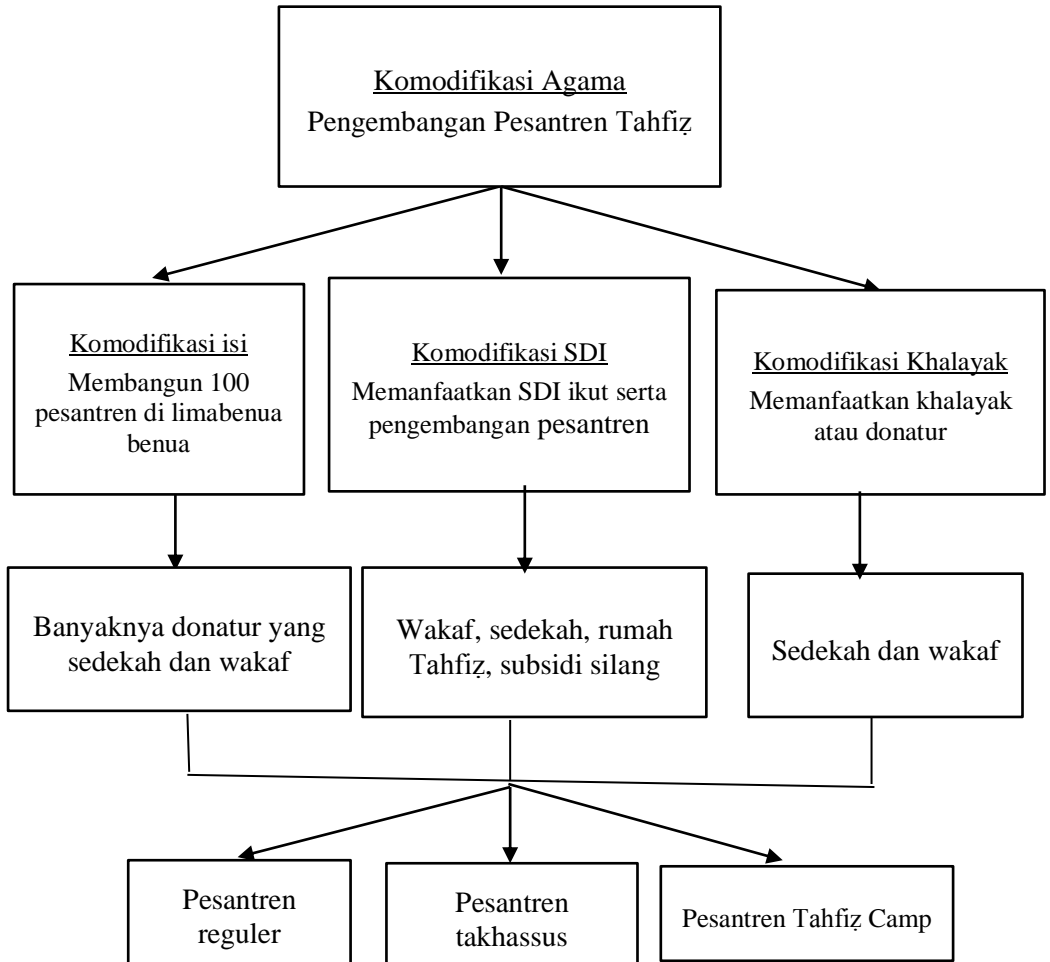 Komodifikasi Agama
Pengembangan Pesantren Tahfiẓ
Komodifikasi isi
Membangun 100
pesantren di limabenua
benua
Komodifikasi SDI
Memanfaatkan SDI ikut serta
pengembangan pesantren
Komodifikasi Khalayak
Memanfaatkan khalayak
atau donatur
Banyaknya donatur yang
sedekah dan wakaf
Wakaf, sedekah, rumah
Tahfiẓ, subsidi silang
Sedekah dan wakaf
Pesantren
reguler
Pesantren
takhassus
Pesantren Tahfiẓ Camp